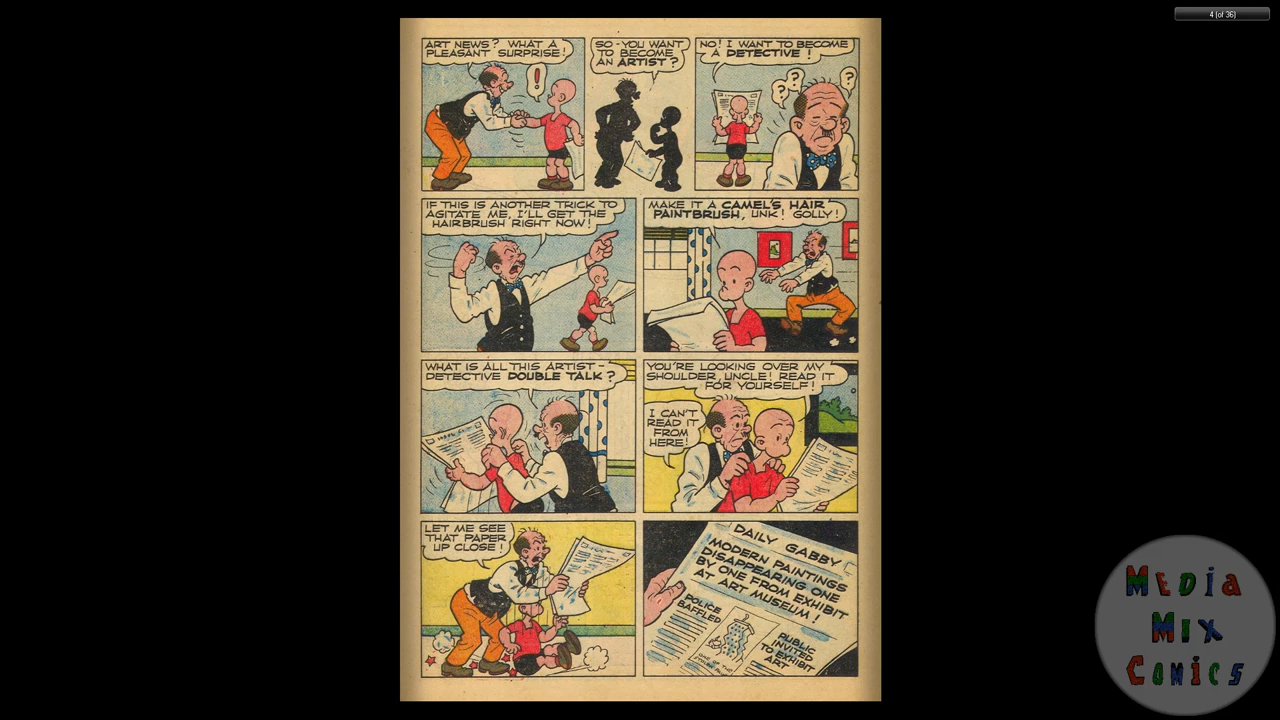 4 (of 36)
ART NEWS? WHAT A
PLEASANT SURPRISE!
!
SO-YOU WANT
TO BECOME
AN ARTIST?
NO! I WANT TO BECOME
A DETECTIVE!
?
?
?
IF THIS IS ANOTHER TRICK TO
AGITATE ME, I'LL GET THE
HAIRBRUSH RIGHT NOW!
MAKE IT A CAMEL'S HAIR
PAINTBRUSH, UNK! GOLLY!
WHAT IS ALL THIS ARTIST-
DETECTIVE DOUBLE TALK?
YOU'RE LOOKING OVER MY
SHOULDER, UNCLE! READ IT
FOR YOURSELF!
I CAN'T
READ IT
FROM
HERE!
LET ME SEE
THAT PAPER
UP CLOSE!
DAILY GABBY
MODERN PAINTINGS
DISAPPEARING ONE
BY ONE FROM EXHIBIT
AT ART MUSEUM!
POLICE
BAFFLED
PUBLIC
INVITED
TO EXHIBIT
ART
MEDIA
MIX
COMICS